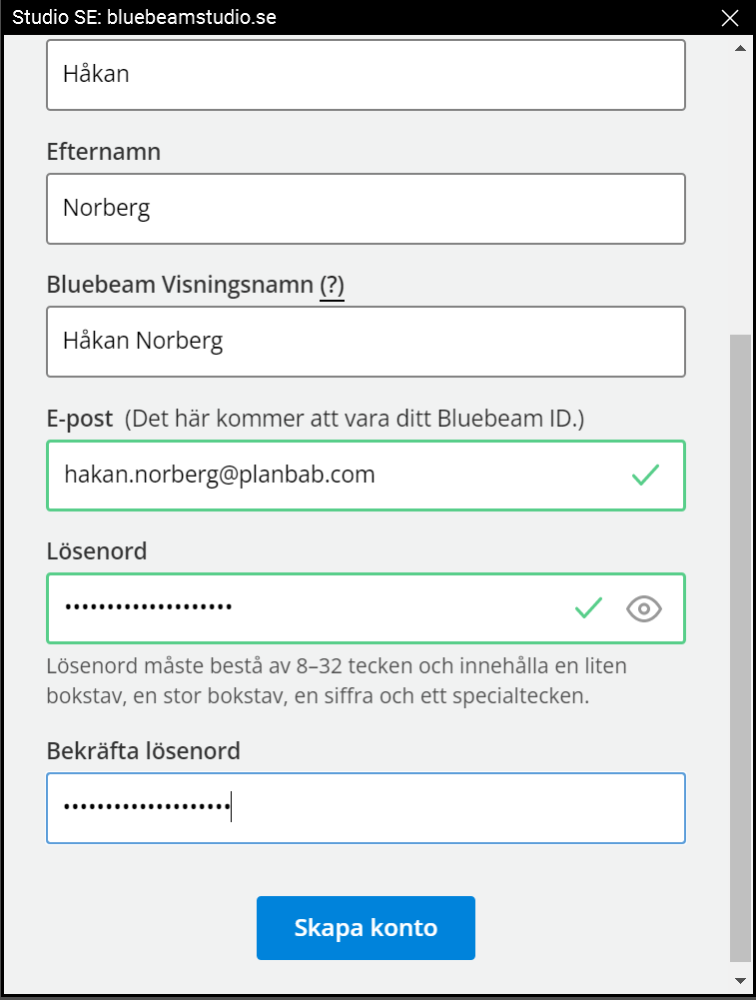 Studio SE: bluebeamstudio.se
Håkan
Efternamn
Norberg
Bluebeam Visningsnamn (?)
Håkan Norberg
E-post (Det här kommer att vara ditt Bluebeam ID.)
hakan.norberg@planbab.com
Lösenord
••••••••••••••••••••
Lösenord måste bestå av 8–32 tecken och innehålla en liten
bokstav, en stor bokstav, en siffra och ett specialtecken.
Bekräfta lösenord
••••••••••••••••••••
Skapa konto